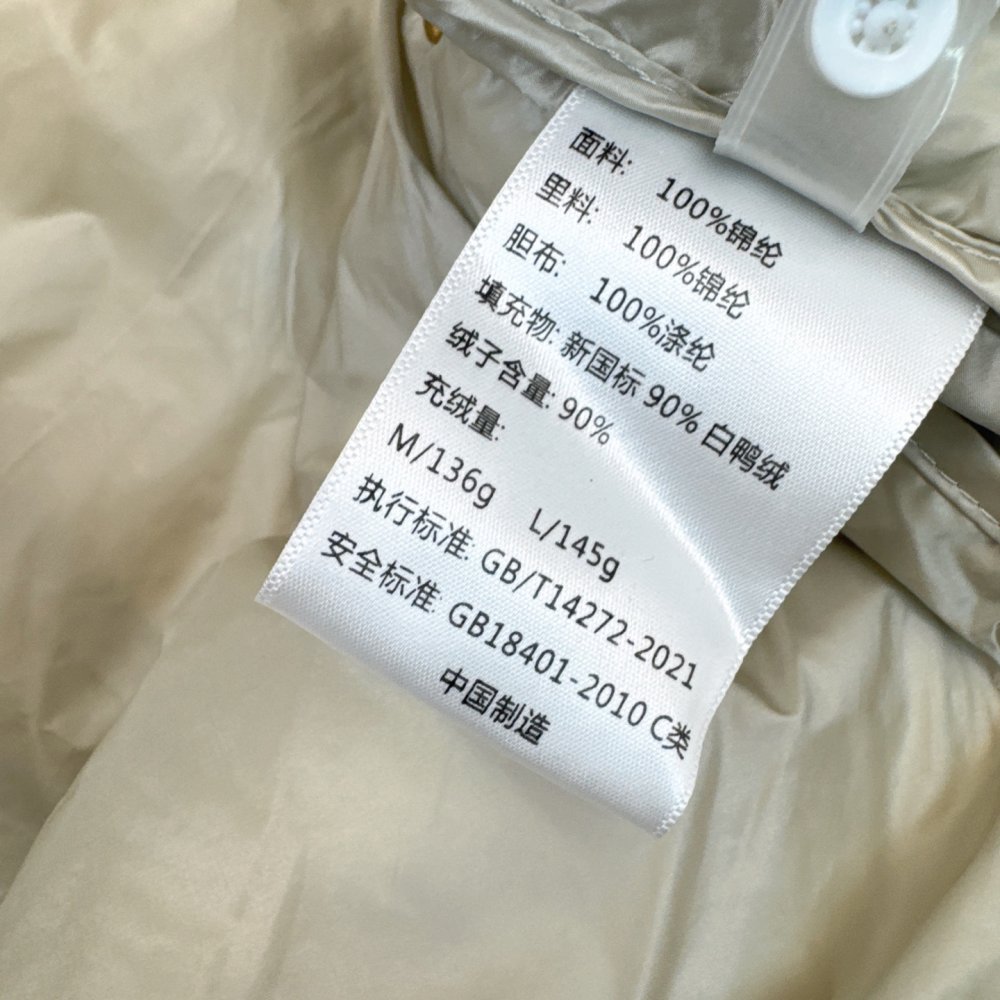 面料: 100%锦纶
里料: 100%锦纶
胆布: 100%涤纶
填充物: 新国标 90% 白鸭绒
绒子含量: 90%
充绒量:
M/136g L/145g
执行标准: GB/T14272-2021
安全标准: GB18401-2010 C类
中国制造